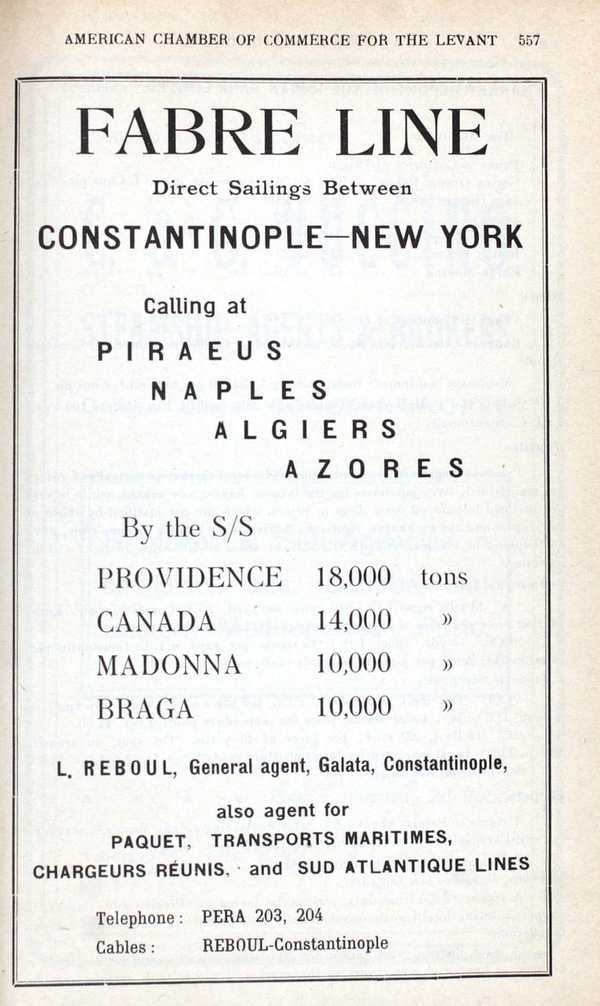 AMERICAN CHAMBER OF COMMERCE FOR THE LEVANT 557
FABRE LINE
Direct Sailings Between
CONSTANTINOPLE—NEW YORK
Calling at
PIRAEUS
NAPLES
ALGIERS
AZORES
By the S/S
PROVIDENCE 18,000 tons
CANADA 14,000 »
MADONNA 10,000 »
BRAGA 10,000 »
L. REBOUL, General agent, Galata, Constantinople,
also agent for
PAQUET, TRANSPORTS MARITIMES,
CHARGEURS RÉUNIS, and SUD ATLANTIQUE LINES
Telephone : PERA 203, 204
Cables : REBOUL-Constantinople